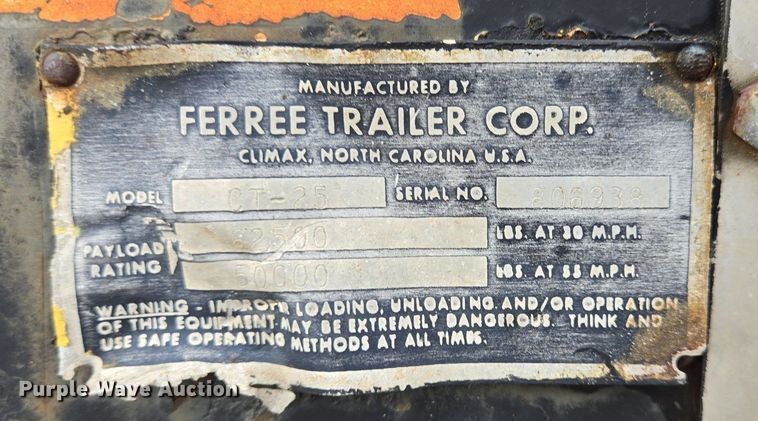 MANUFACTURED BY
FERREE TRAILER CORP.
CLIMAX, NORTH CAROLINA U.S.A.
MODEL CT-25 SERIAL NO. 806938
62500 LBS. AT 30 M.P.H.
PAYLOAD RATING
50000 LBS. AT 55 M.P.H.
WARNING - IMPROPER LOADING, UNLOADING AND/OR OPERATION
OF THIS EQUIPMENT MAY BE EXTREMELY DANGEROUS. THINK AND
USE SAFE OPERATING METHODS AT ALL TIMES.
Purple Wave Auction